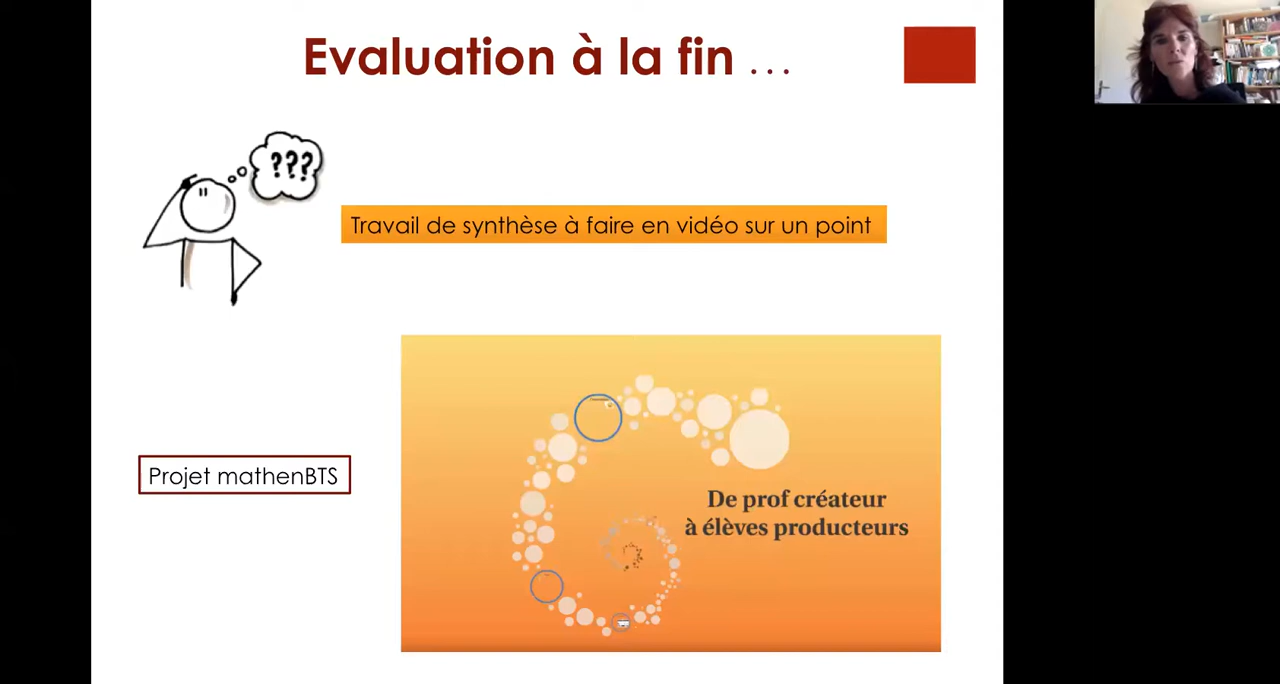 Evaluation à la fin ...
???
Travail de synthèse à faire en vidéo sur un point
Projet mathenBTS
De prof créateur
à élèves producteurs